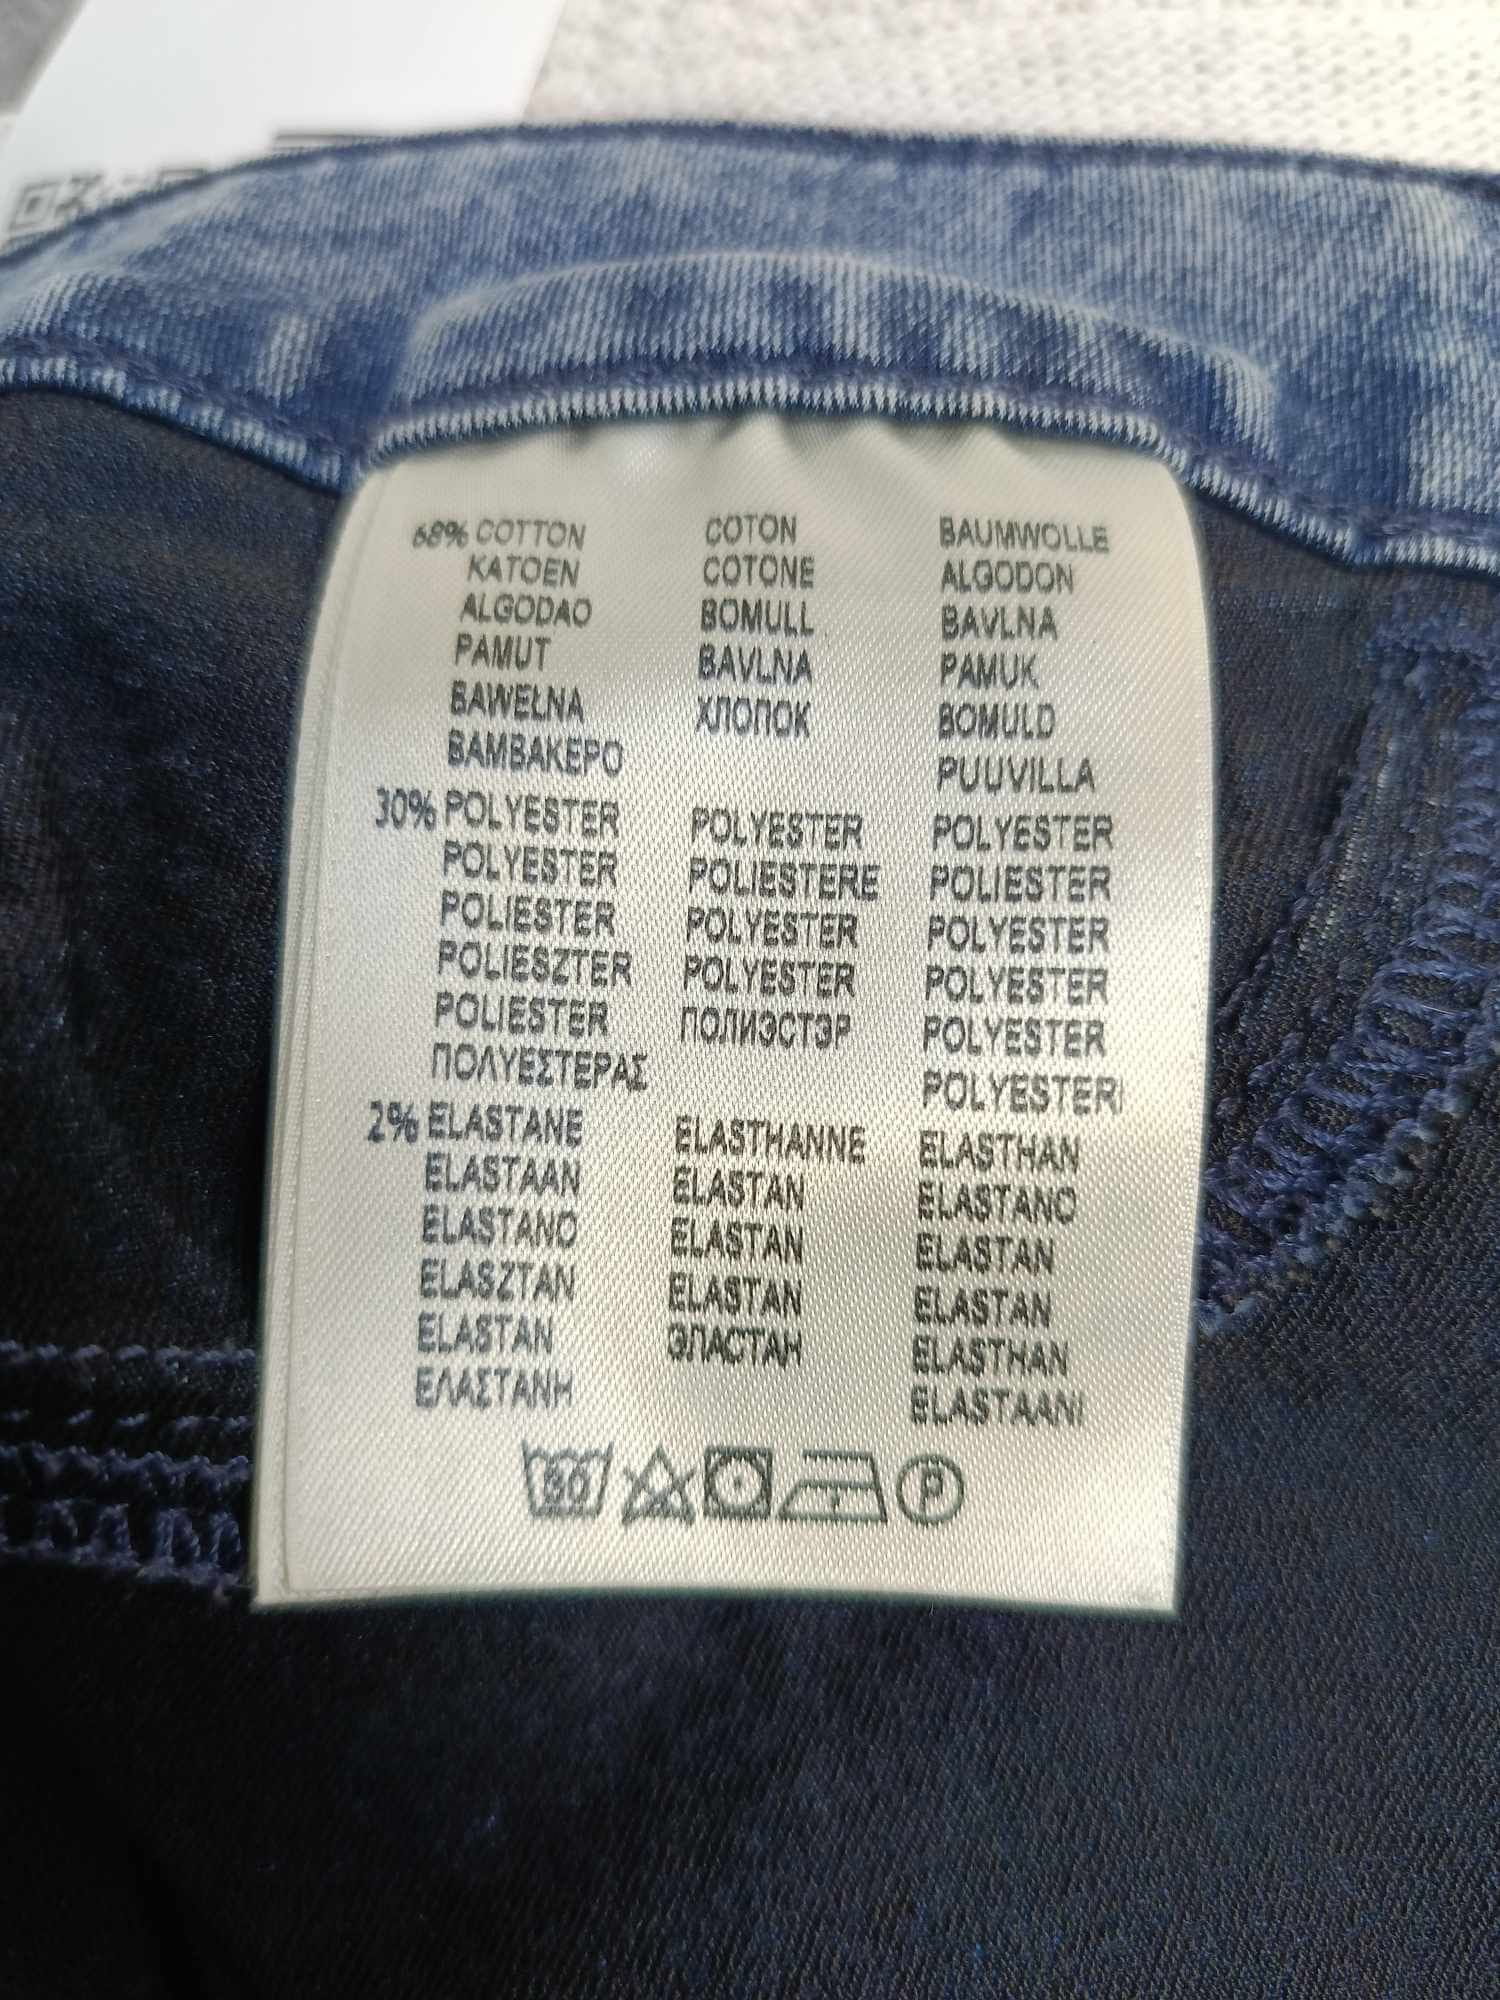 68% COTTON COTON BAUMWOLLE
KATOEN COTONE ALGODON
ALGODAO BOMULL BAVLNA
PAMUT BAVLNA PAMUK
BAWEŁNA ХЛОПОК BOMULD
ΒΑΜΒΑΚΕΡΟ PUUVILLA
30% POLYESTER POLYESTER POLYESTER
POLYESTER POLIESTERE POLIESTER
POLIESTER POLYESTER POLYESTER
POLIESZTER POLYESTER POLYESTER
POLIESTER ПОЛИЭСТЭР POLYESTER
ΠΟΛΥΕΣΤΕΡΑΣ POLYESTERI
2% ELASTANE ELASTHANNE ELASTHAN
ELASTAAN ELASTAN ELASTANO
ELASTANO ELASTAN ELASTAN
ELASZTAN ELASTAN ELASTAN
ELASTAN ЭЛАСТАН ELASTHAN
ΕΛΑΣΤΑΝΗ ELASTAANI
P